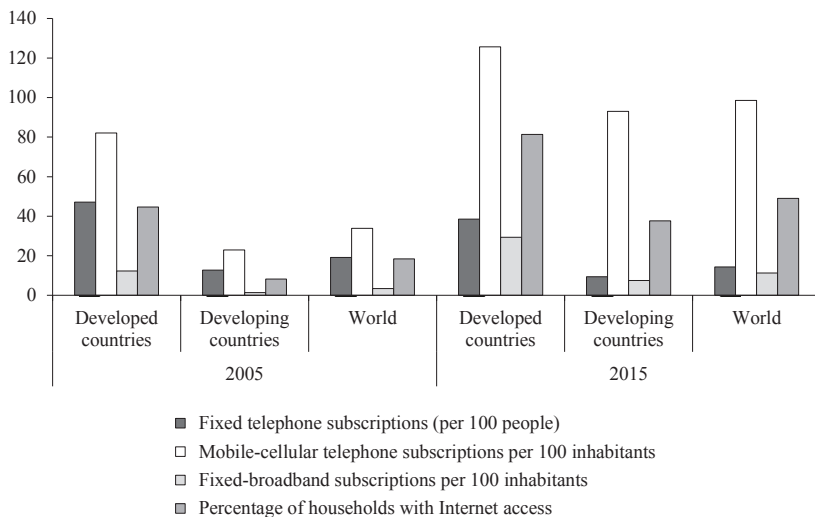 140
120
100
80
60
40
20
0
Developed countries
Developing countries
World
Developed countries
Developing countries
World
2005
2015
Fixed telephone subscriptions (per 100 people)
Mobile-cellular telephone subscriptions per 100 inhabitants
Fixed-broadband subscriptions per 100 inhabitants
Percentage of households with Internet access